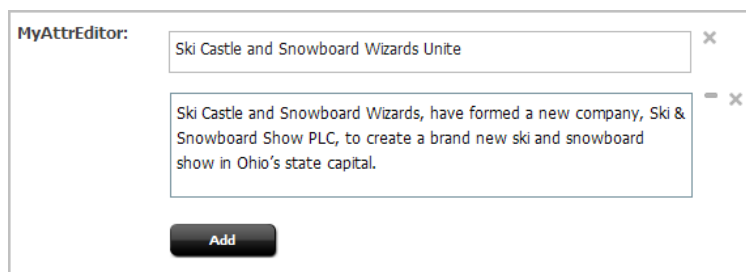 MyAttrEditor:
Ski Castle and Snowboard Wizards Unite
Ski Castle and Snowboard Wizards, have formed a new company, Ski &
Snowboard Show PLC, to create a brand new ski and snowboard
show in Ohio’s state capital.
Add